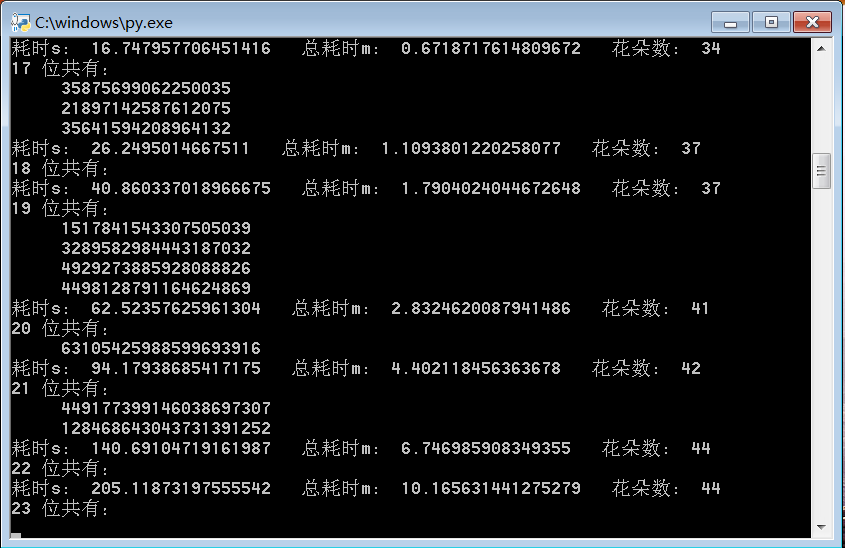 C:\windows\py.exe
耗时s： 16.747957706451416 总耗时m： 0.6718717614809672 花朵数： 34
17 位共有：
35875699062250035
21897142587612075
35641594208964132
耗时s： 26.2495014667511 总耗时m： 1.1093801220258077 花朵数： 37
18 位共有：
耗时s： 40.860337018966675 总耗时m： 1.7904024044672648 花朵数： 37
19 位共有：
1517841543307505039
3289582984443187032
4929273885928088826
4498128791164624869
耗时s： 62.52357625961304 总耗时m： 2.8324620087941486 花朵数： 41
20 位共有：
63105425988599693916
耗时s： 94.17938685417175 总耗时m： 4.402118456363678 花朵数： 42
21 位共有：
449177399146038697307
128468643043731391252
耗时s： 140.69104719161987 总耗时m： 6.746985908349355 花朵数： 44
22 位共有：
耗时s： 205.11873197555542 总耗时m： 10.165631441275279 花朵数： 44
23 位共有：